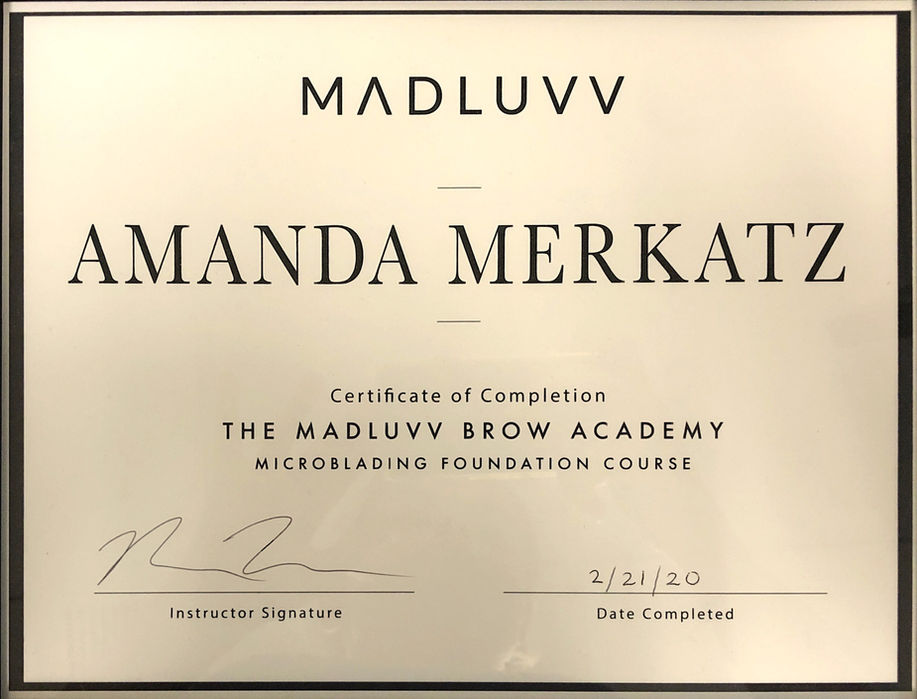 MADLUVV
AMANDA MERKATZ
Certificate of Completion
THE MADLUVV BROW ACADEMY
MICROBLADING FOUNDATION COURSE
2/21/20
Instructor Signature
Date Completed